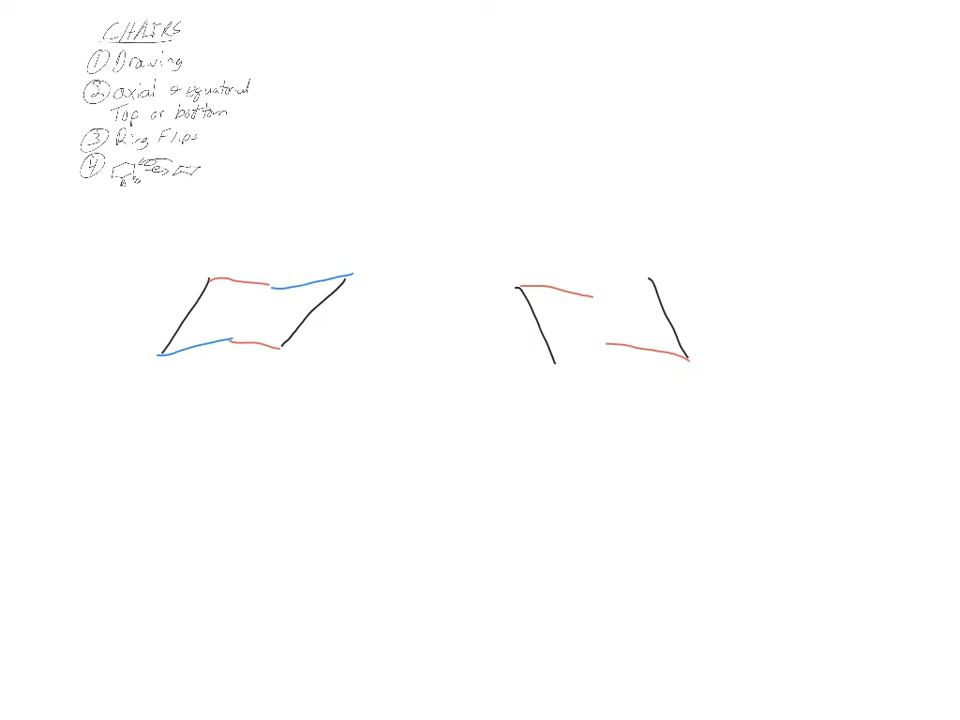 CHAIRS
① Drawing
② axial & equatorial
Top or bottom
③ Ring Flips
④